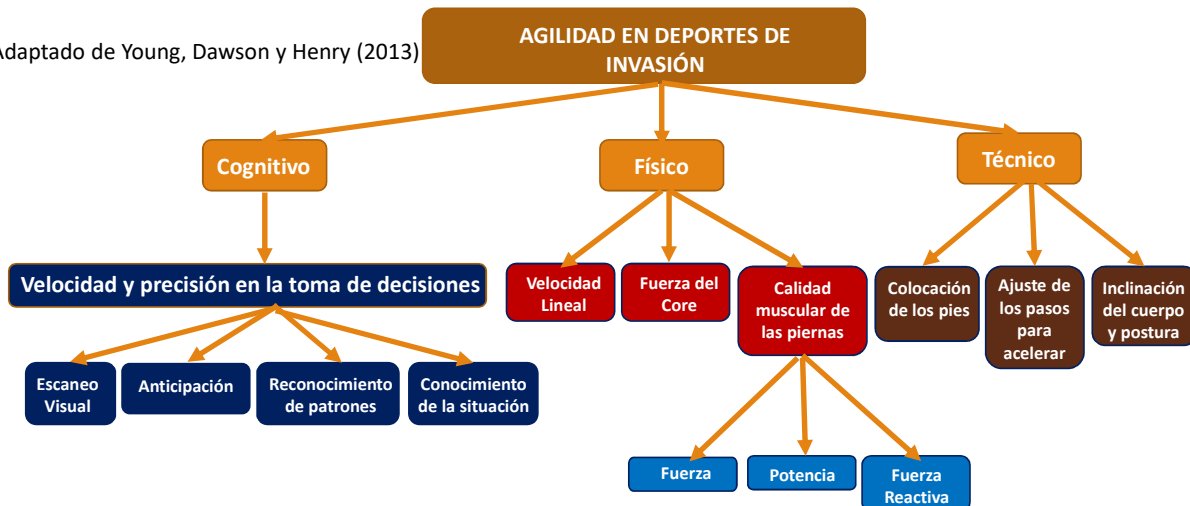 AGILIDAD EN DEPORTES DE
INVASIÓN
Adaptado de Young, Dawson y Henry (2013)
Cognitivo
Físico
Técnico
Velocidad y precisión en la toma de decisiones
Velocidad
Lineal
Fuerza del
Core
Calidad
muscular de
las piernas
Colocación
de los pies
Ajuste de
los pasos
para
acelerar
Inclinación
del cuerpo
y postura
Escaneo
Visual
Anticipación
Reconocimiento
de patrones
Conocimiento
de la situación
Fuerza
Potencia
Fuerza
Reactiva